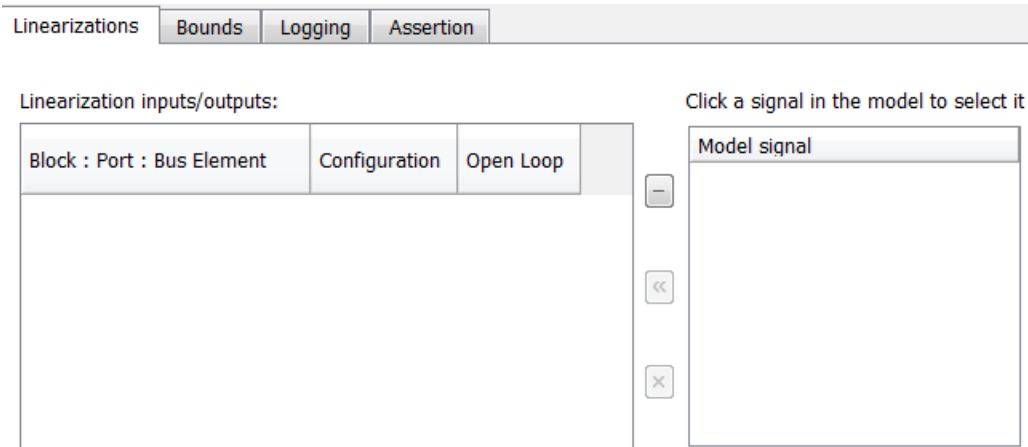 Linearizations Bounds Logging Assertion
Linearization inputs/outputs: Click a signal in the model to select it
Block : Port : Bus Element Configuration Open Loop Model signal